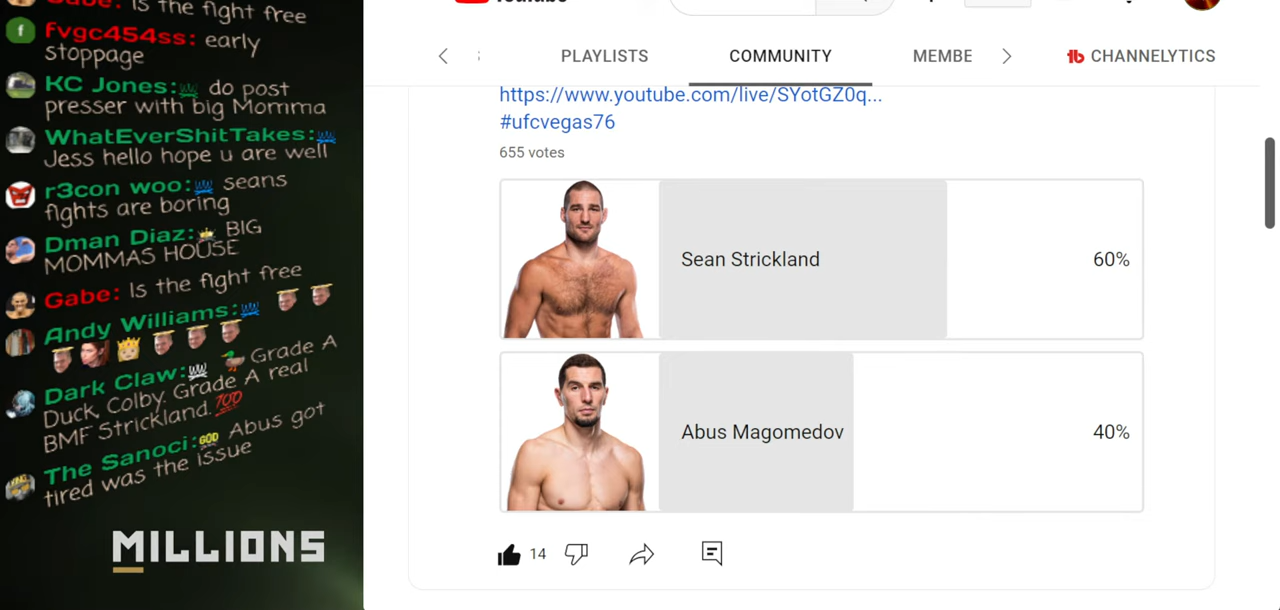 Gabe: Is the fight free
fvgc454ss: early
stoppage
KC Jones: do post
presser with big Momma
WhatEverShitTakes:
Jess hello hope u are well
r3con woo: seans
fights are boring
Dman Diaz: BIG
MOMMAS HOUSE
Gabe: Is the fight free
Andy Williams:
Dark Claw: Grade A
Duck, Colby. Grade A real
BMF Strickland. 100
The Sanoci: GOD Abus got
tired was the issue
MILLIONS
YouTube
PLAYLISTS
COMMUNITY
MEMBE
CHANNELYTICS
https://www.youtube.com/live/SYotGZ0q...
#ufcvegas76
655 votes
Sean Strickland
60%
Abus Magomedov
40%
14